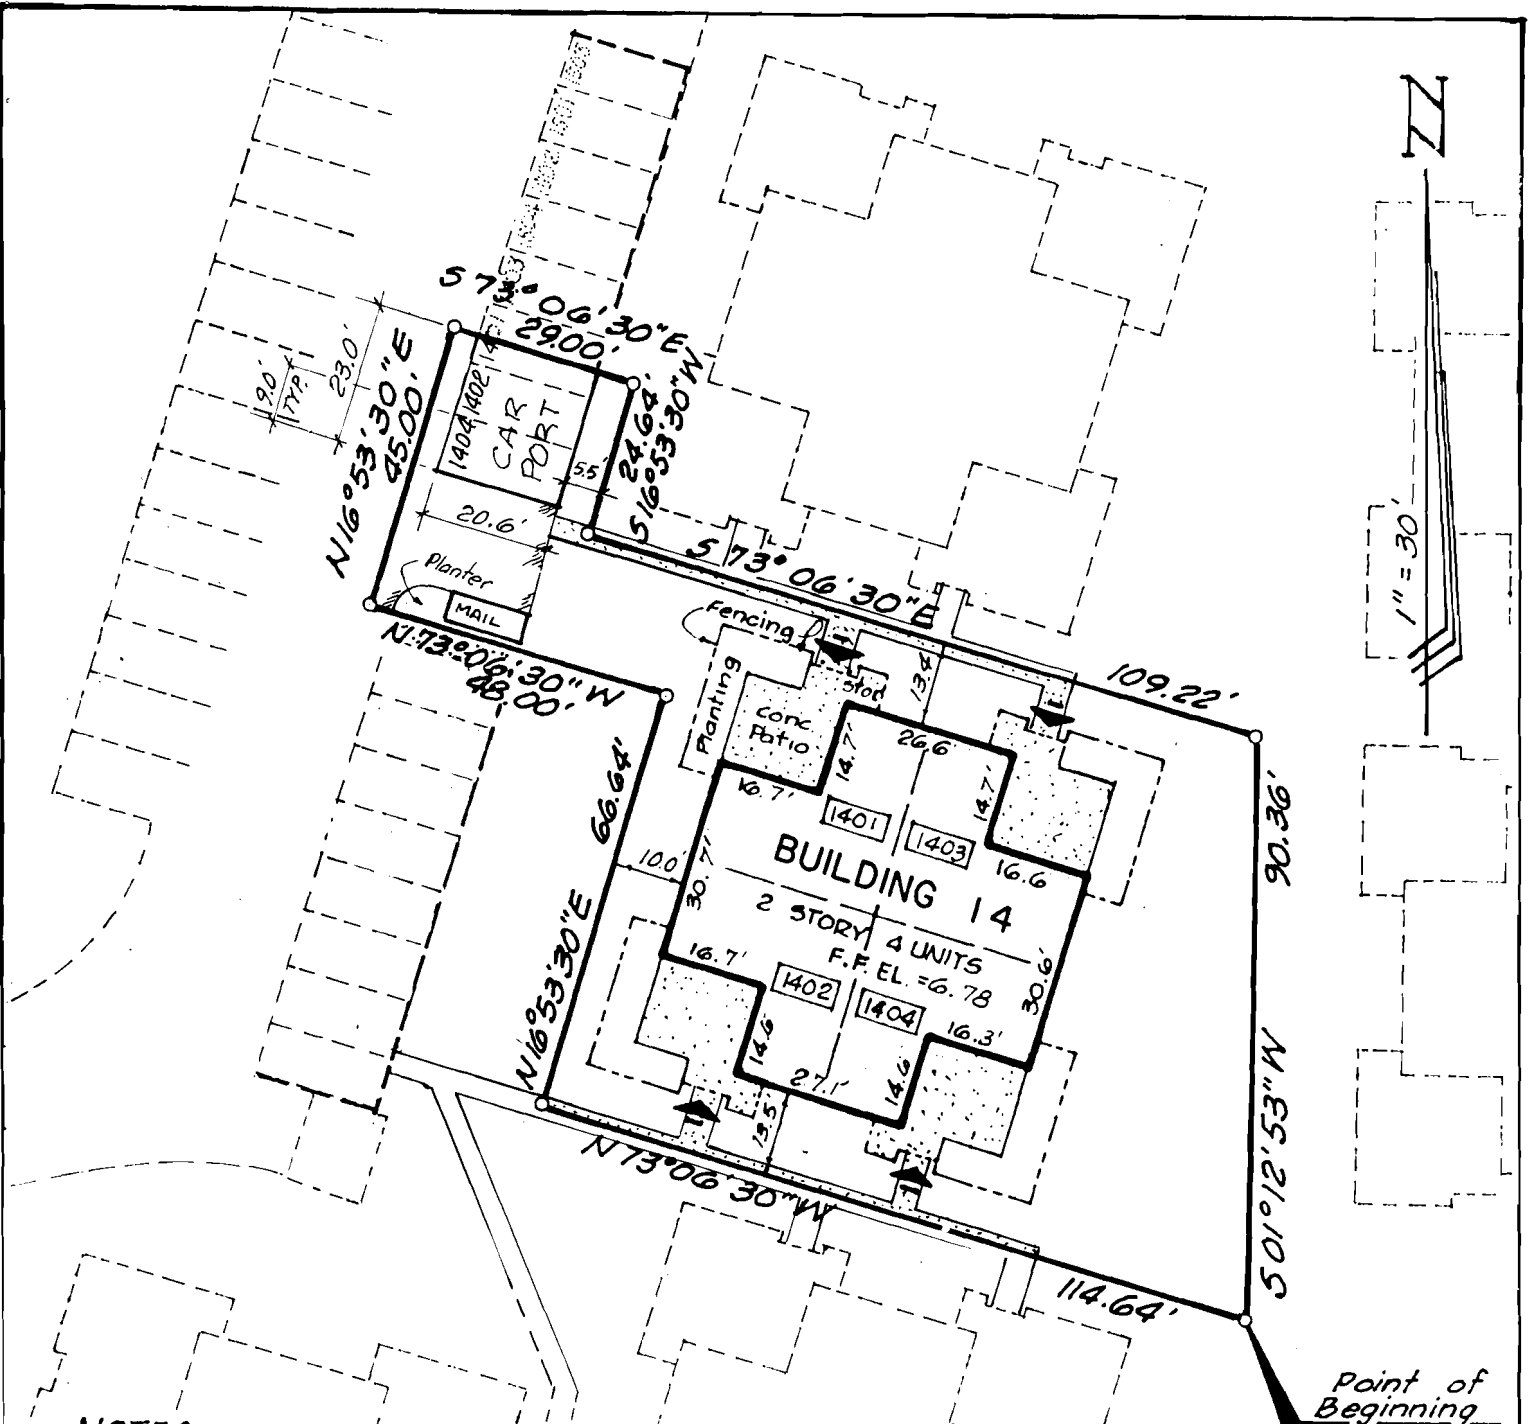 S 73° 06' 30" E
29.00'
N 16° 53' 30" E
45.00'
23.0'
9.0'
TYP.
1404
1402
CAR
PORT
5.5'
24.64'
S 16° 53' 30" W
20.6'
Planter
MAIL
N 73° 06' 30" W
48.00'
S 73° 06' 30" E
109.22'
Fencing
Planting
Stor
Conc
Patio
13.4
14.7'
26.6
14.7'
16.7'
1401
1403
16.6
66.64'
10.0'
30.7'
BUILDING 14
2 STORY 4 UNITS
F.F. EL. = 6.78
30.6'
16.7'
1402
1404
16.3'
14.6'
27.1'
14.6
13.5
N 16° 53' 30" E
N 73° 06' 30" W
114.64'
90.36'
S 01° 12' 53" W
1" = 30'
Point of
Beginning
NOTES